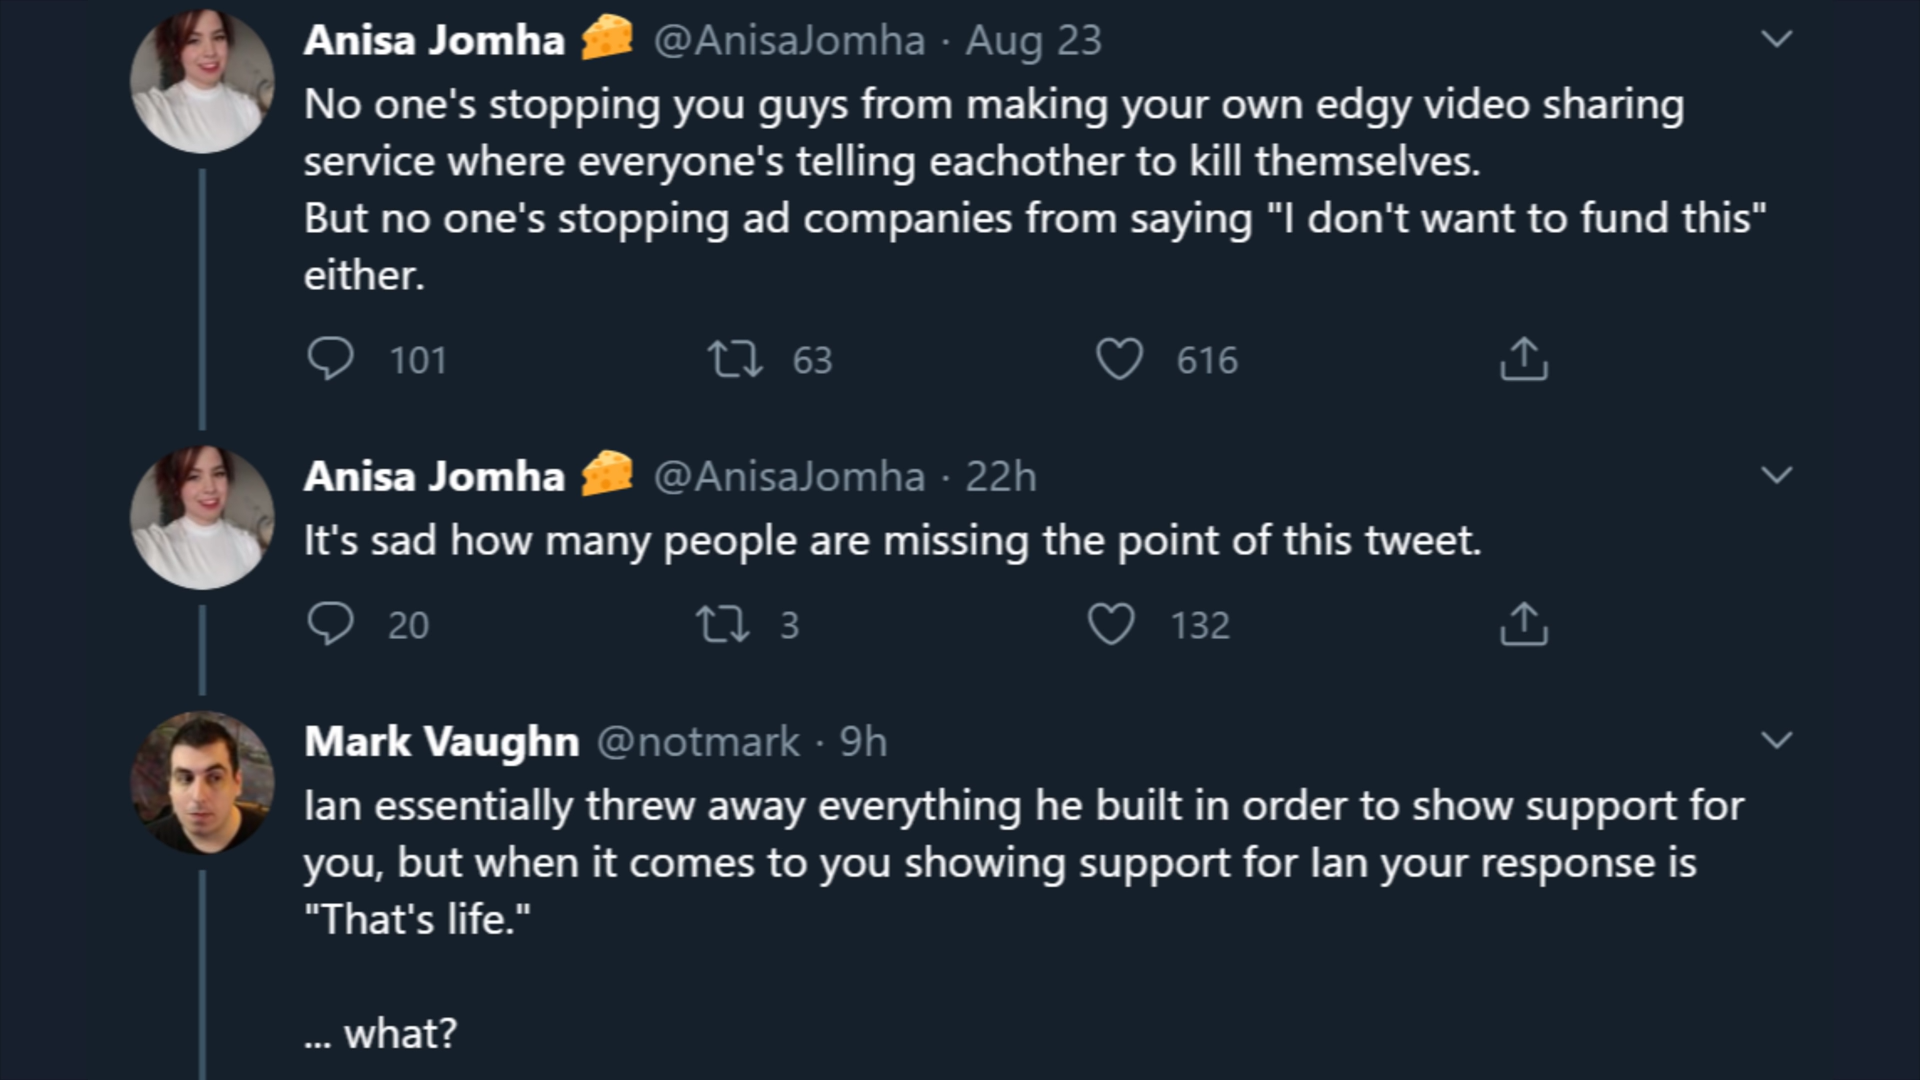 Anisa Jomha 🧀 @AnisaJomha · Aug 23
No one's stopping you guys from making your own edgy video sharing
service where everyone's telling eachother to kill themselves.
But no one's stopping ad companies from saying "I don't want to fund this"
either.
101 63 616
Anisa Jomha 🧀 @AnisaJomha · 22h
It's sad how many people are missing the point of this tweet.
20 3 132
Mark Vaughn @notmark · 9h
Ian essentially threw away everything he built in order to show support for
you, but when it comes to you showing support for Ian your response is
"That's life."
... what?